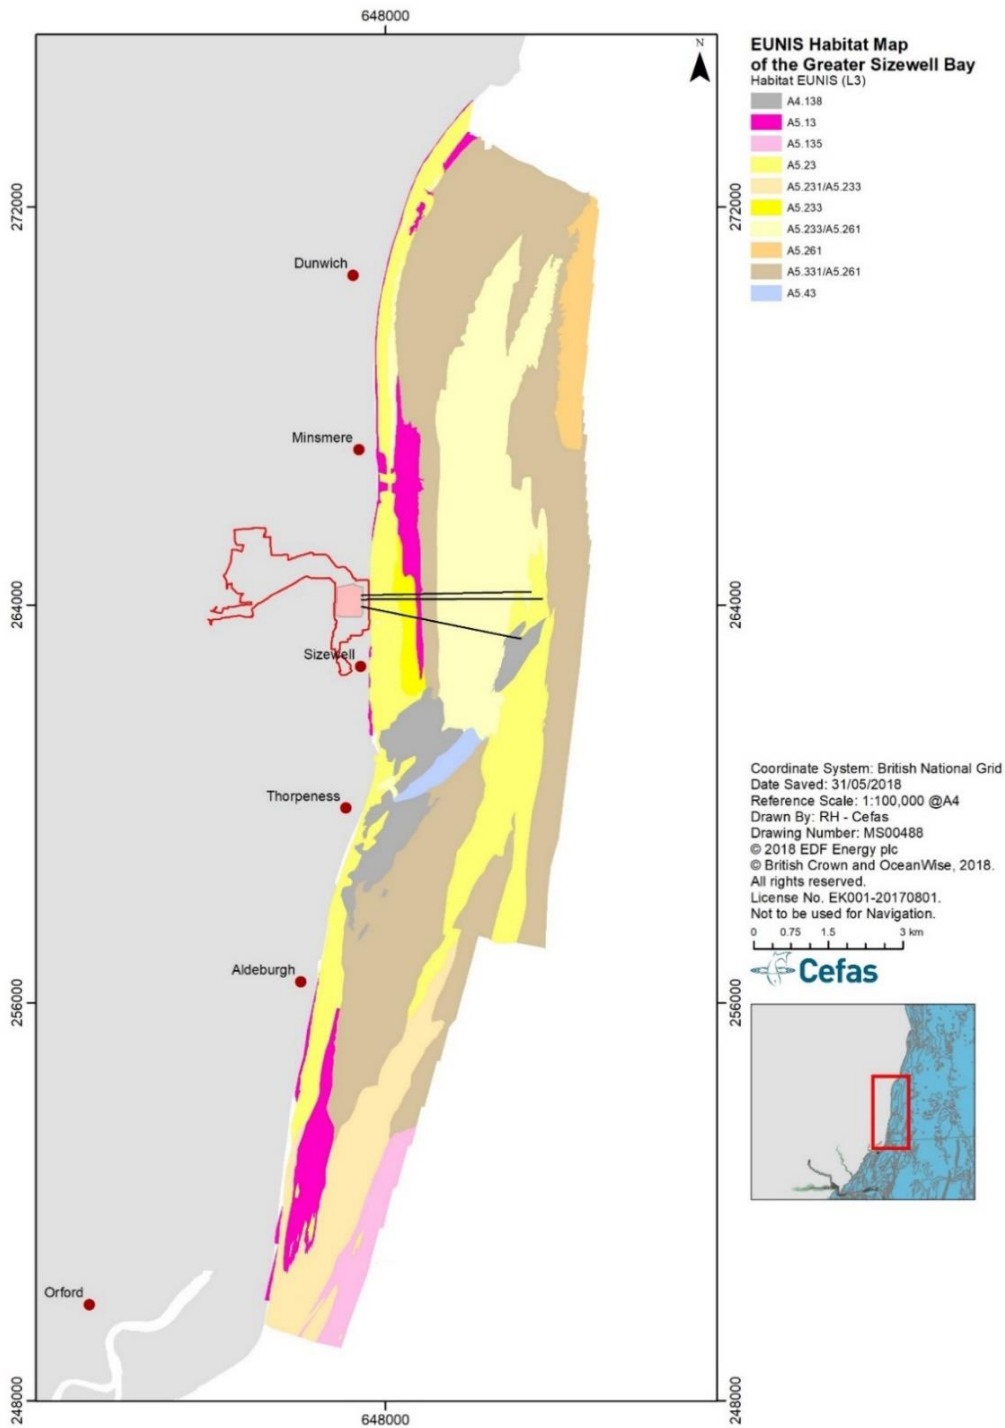 648000
N
EUNIS Habitat Map
of the Greater Sizewell Bay
Habitat EUNIS (L3)
A4.138
A5.13
A5.135
A5.23
A5.231/A5.233
A5.233
A5.233/A5.261
A5.261
A5.331/A5.261
A5.43
272000
272000
Dunwich
Minsmere
264000
264000
Sizewell
Thorpeness
Coordinate System: British National Grid
Date Saved: 31/05/2018
Reference Scale: 1:100,000 @A4
Drawn By: RH - Cefas
Drawing Number: MS00488
© 2018 EDF Energy plc
© British Crown and OceanWise, 2018.
All rights reserved.
License No. EK001-20170801.
Not to be used for Navigation.
0 0.75 1.5 3 km
Cefas
Aldeburgh
256000
256000
Orford
248000
248000
648000